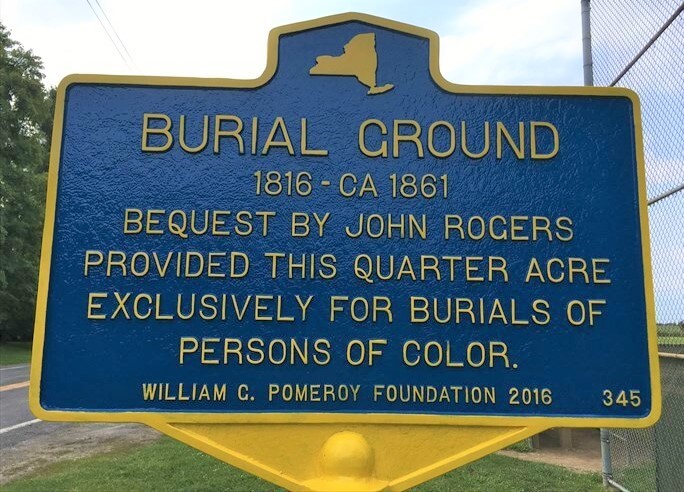 BURIAL GROUND
1816 - CA 1861
BEQUEST BY JOHN ROGERS
PROVIDED THIS QUARTER ACRE
EXCLUSIVELY FOR BURIALS OF
PERSONS OF COLOR.
WILLIAM G. POMEROY FOUNDATION 2016 345